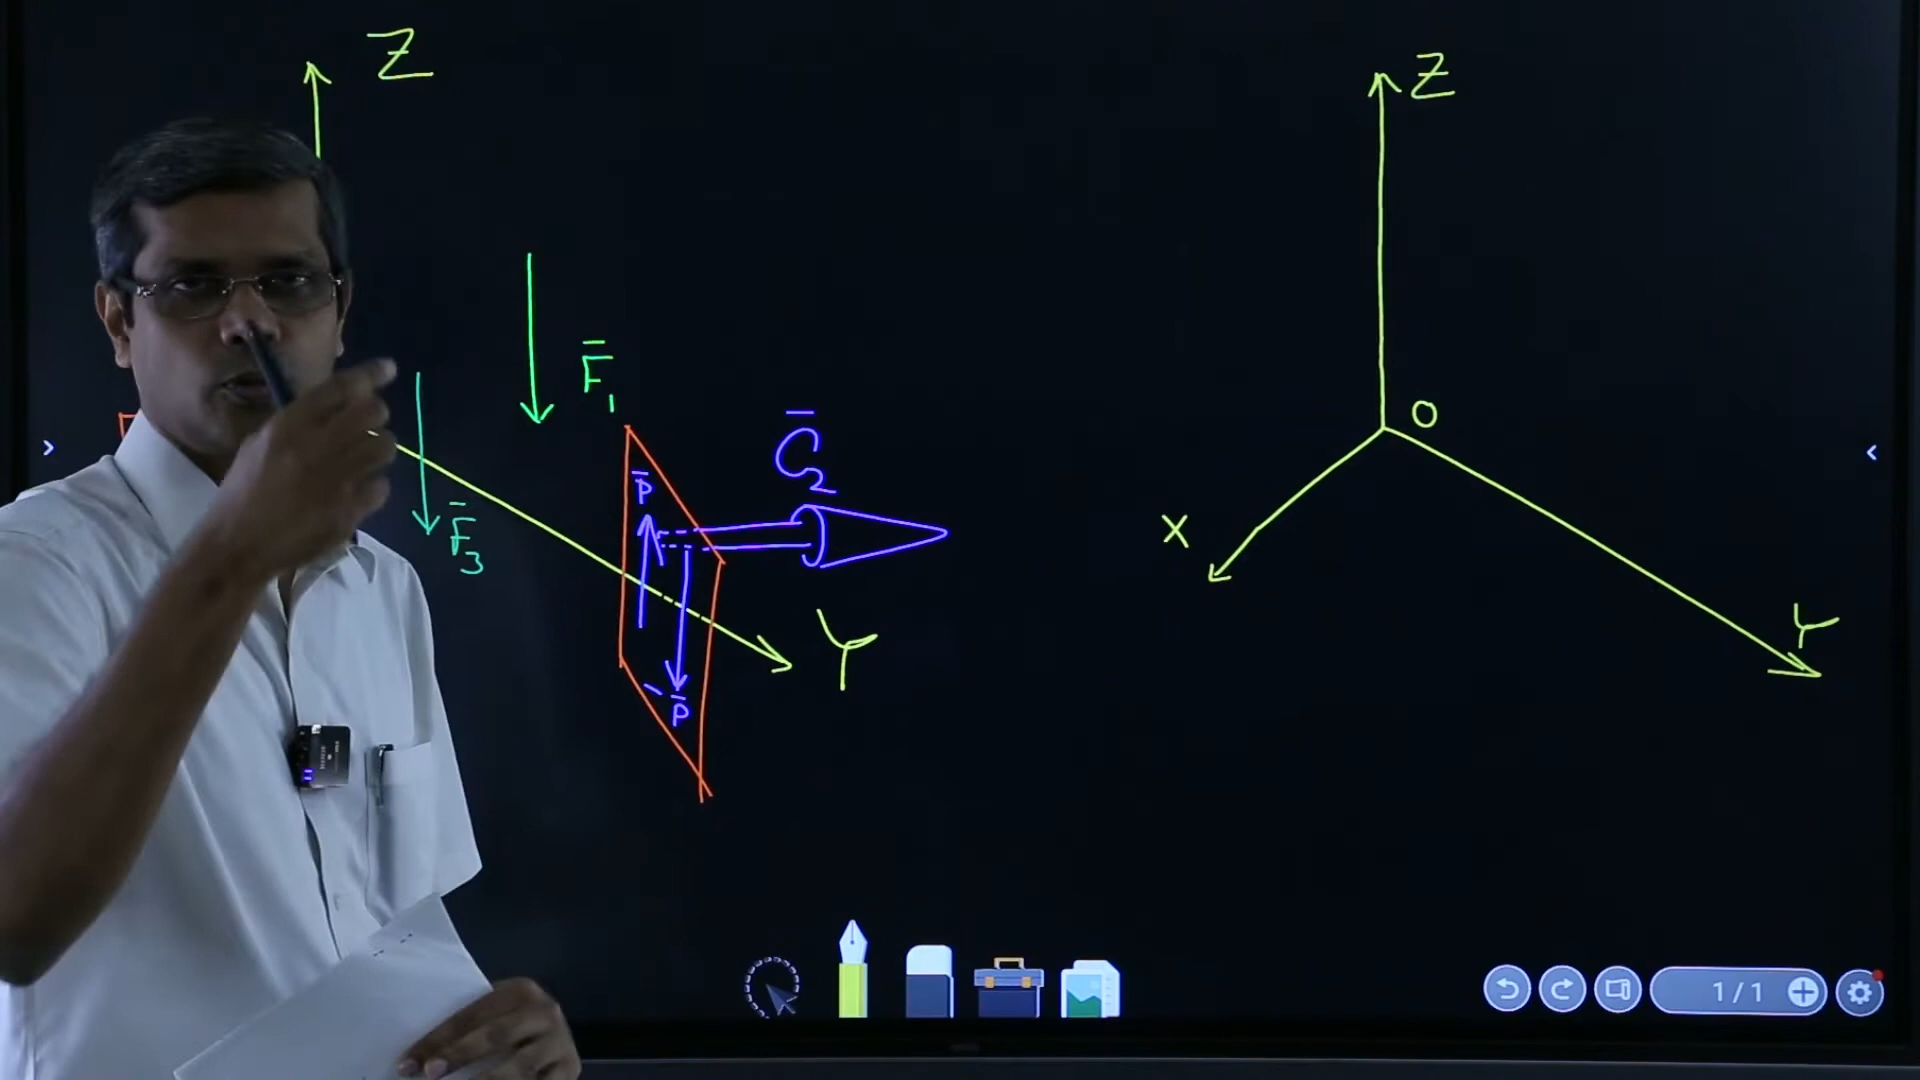 Z
Z
F̄₁
C̄₂
P̄
F̄₃
O
X
Y
Y
-P̄
1/1